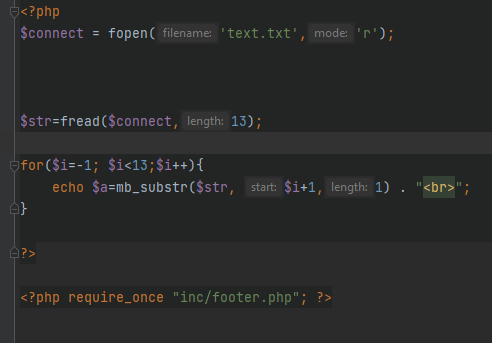 <?php
$connect = fopen( filename: 'text.txt', mode: 'r');
$str=fread($connect, length: 13);
for($i=-1; $i<13;$i++){
echo $a=mb_substr($str, start: $i+1, length: 1) . "<br>";
}
?>
<?php require_once "inc/footer.php"; ?>